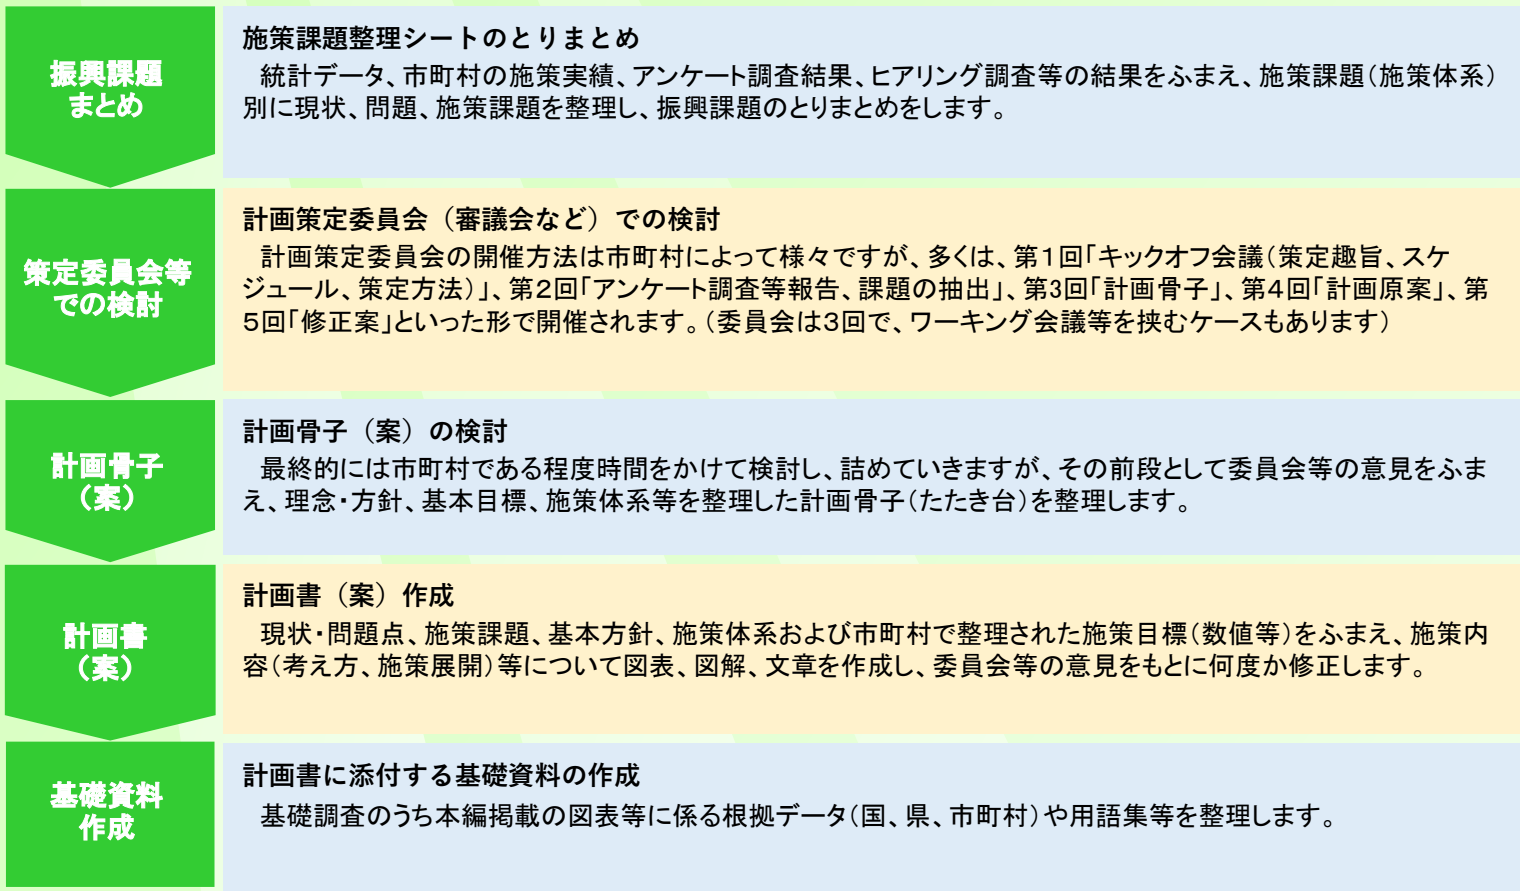 振興課題
まとめ
施策課題整理シートのとりまとめ
統計データ、市町村の施策実績、アンケート調査結果、ヒアリング調査等の結果をふまえ、施策課題（施策体系）
別に現状、問題、施策課題を整理し、振興課題のとりまとめをします。
策定委員会等
での検討
計画策定委員会（審議会など）での検討
計画策定委員会の開催方法は市町村によって様々ですが、多くは、第１回「キックオフ会議（策定趣旨、スケ
ジュール、策定方法）」、第２回「アンケート調査等報告、課題の抽出」、第3回「計画骨子」、第４回「計画原案」、第
５回「修正案」といった形で開催されます。（委員会は３回で、ワーキング会議等を挟むケースもあります）
計画骨子
（案）
計画骨子（案）の検討
最終的には市町村である程度時間をかけて検討し、詰めていきますが、その前段として委員会等の意見をふま
え、理念・方針、基本目標、施策体系等を整理した計画骨子（たたき台）を整理します。
計画書
（案）
計画書（案）作成
現状・問題点、施策課題、基本方針、施策体系および市町村で整理された施策目標（数値等）をふまえ、施策内
容（考え方、施策展開）等について図表、図解、文章を作成し、委員会等の意見をもとに何度か修正します。
基礎資料
作成
計画書に添付する基礎資料の作成
基礎調査のうち本編掲載の図表等に係る根拠データ（国、県、市町村）や用語集等を整理します。